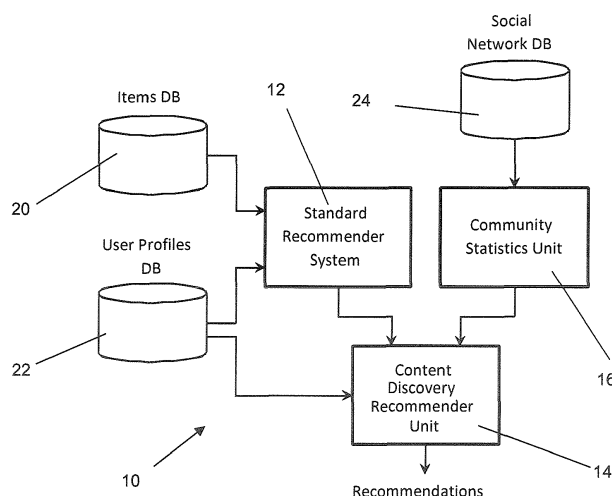 Social
Network DB
24
Items DB
12
20
Standard
Recommender
System
Community
Statistics Unit
User Profiles
DB
22
16
Content
Discovery
Recommender
Unit
14
10
Recommendations